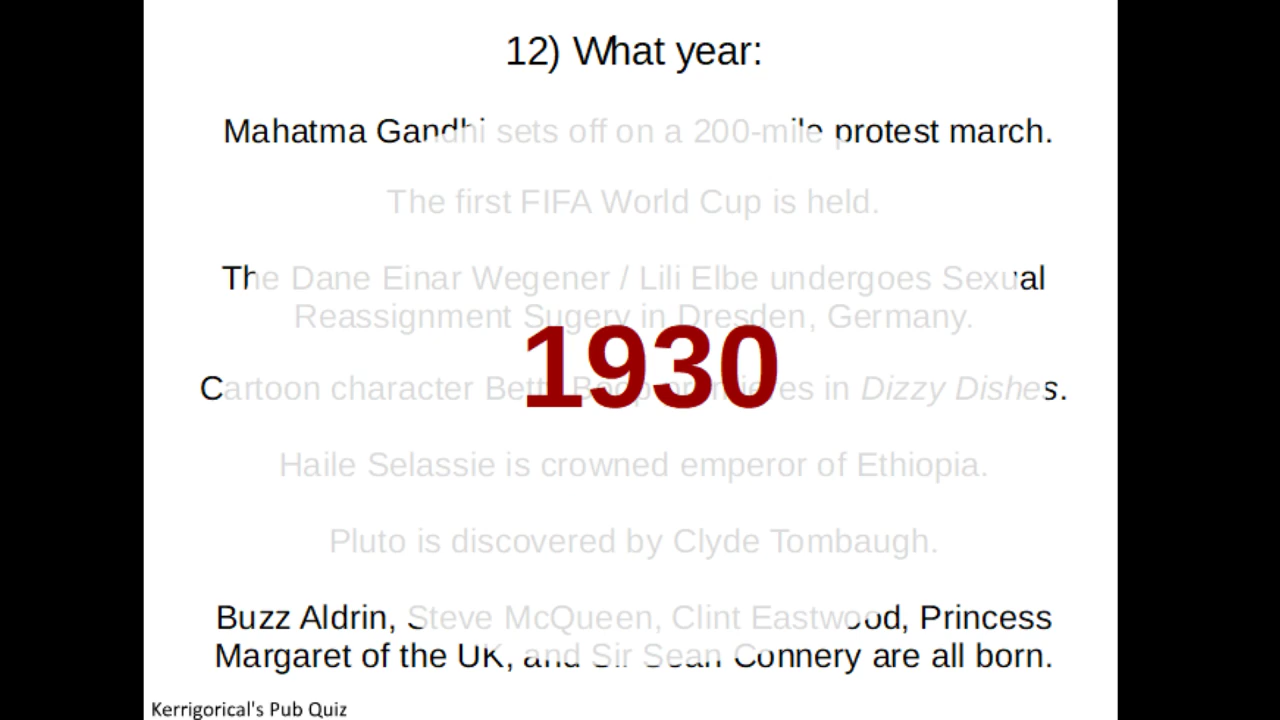 12) What year:
Mahatma Gandhi sets off on a 200-mile protest march.
The first FIFA World Cup is held.
The Dane Einar Wegener / Lili Elbe undergoes Sexual
Reassignment Sugery in Dresden, Germany.
1930
Cartoon character Betty Boop premieres in Dizzy Dishes.
Haile Selassie is crowned emperor of Ethiopia.
Pluto is discovered by Clyde Tombaugh.
Buzz Aldrin, Steve McQueen, Clint Eastwood, Princess
Margaret of the UK, and Sir Sean Connery are all born.
Kerrigorical's Pub Quiz